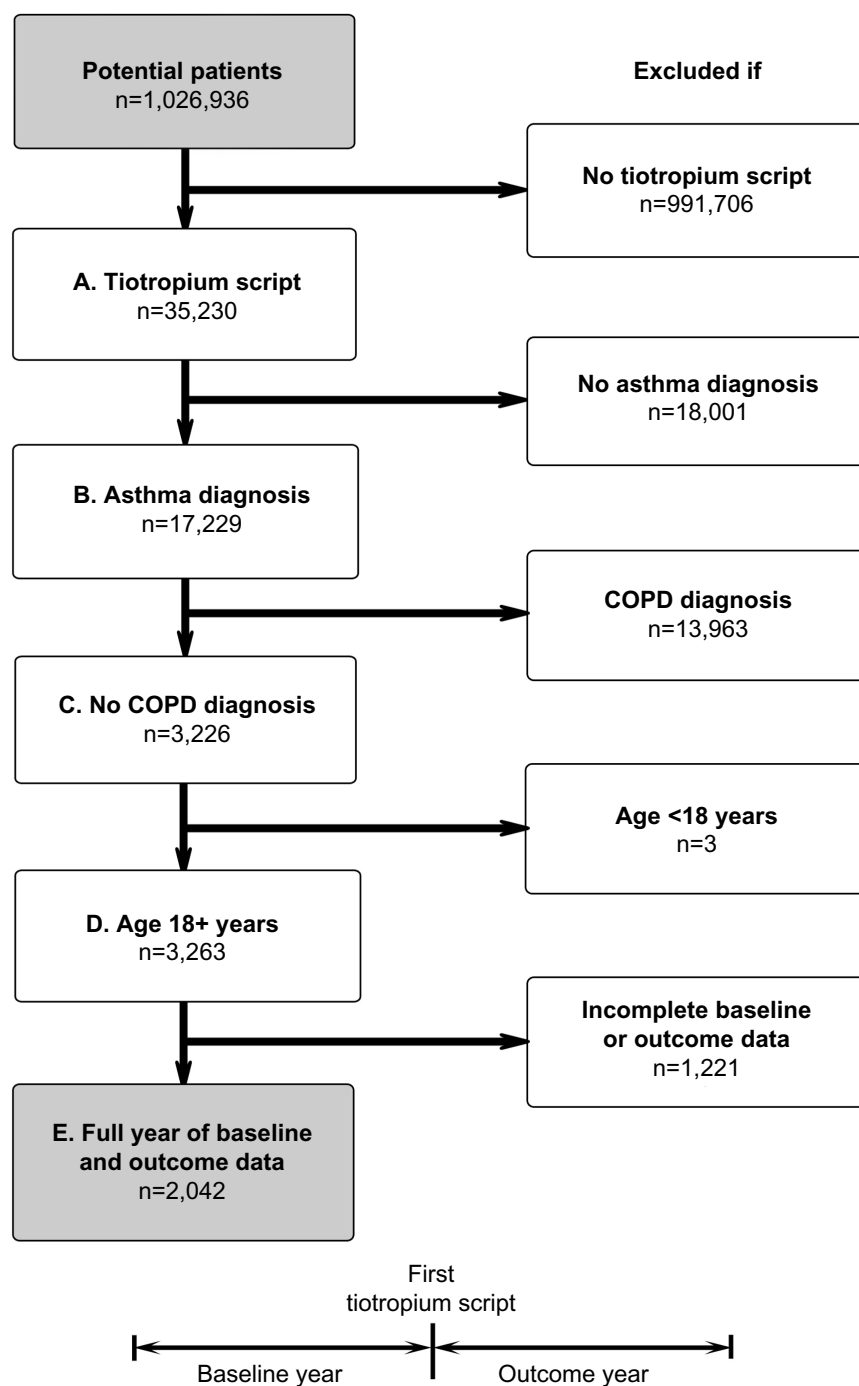 Potential patients
n=1,026,936
Excluded if
No tiotropium script
n=991,706
A. Tiotropium script
n=35,230
No asthma diagnosis
n=18,001
B. Asthma diagnosis
n=17,229
COPD diagnosis
n=13,963
C. No COPD diagnosis
n=3,226
Age <18 years
n=3
D. Age 18+ years
n=3,263
Incomplete baseline
or outcome data
n=1,221
E. Full year of baseline
and outcome data
n=2,042
First
tiotropium script
Baseline year
Outcome year